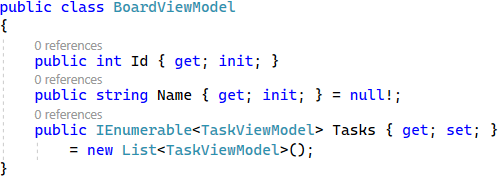 public class BoardViewModel
{
0 references
public int Id { get; init; }
0 references
public string Name { get; init; } = null!;
0 references
public IEnumerable<TaskViewModel> Tasks { get; set; }
= new List<TaskViewModel>();
}